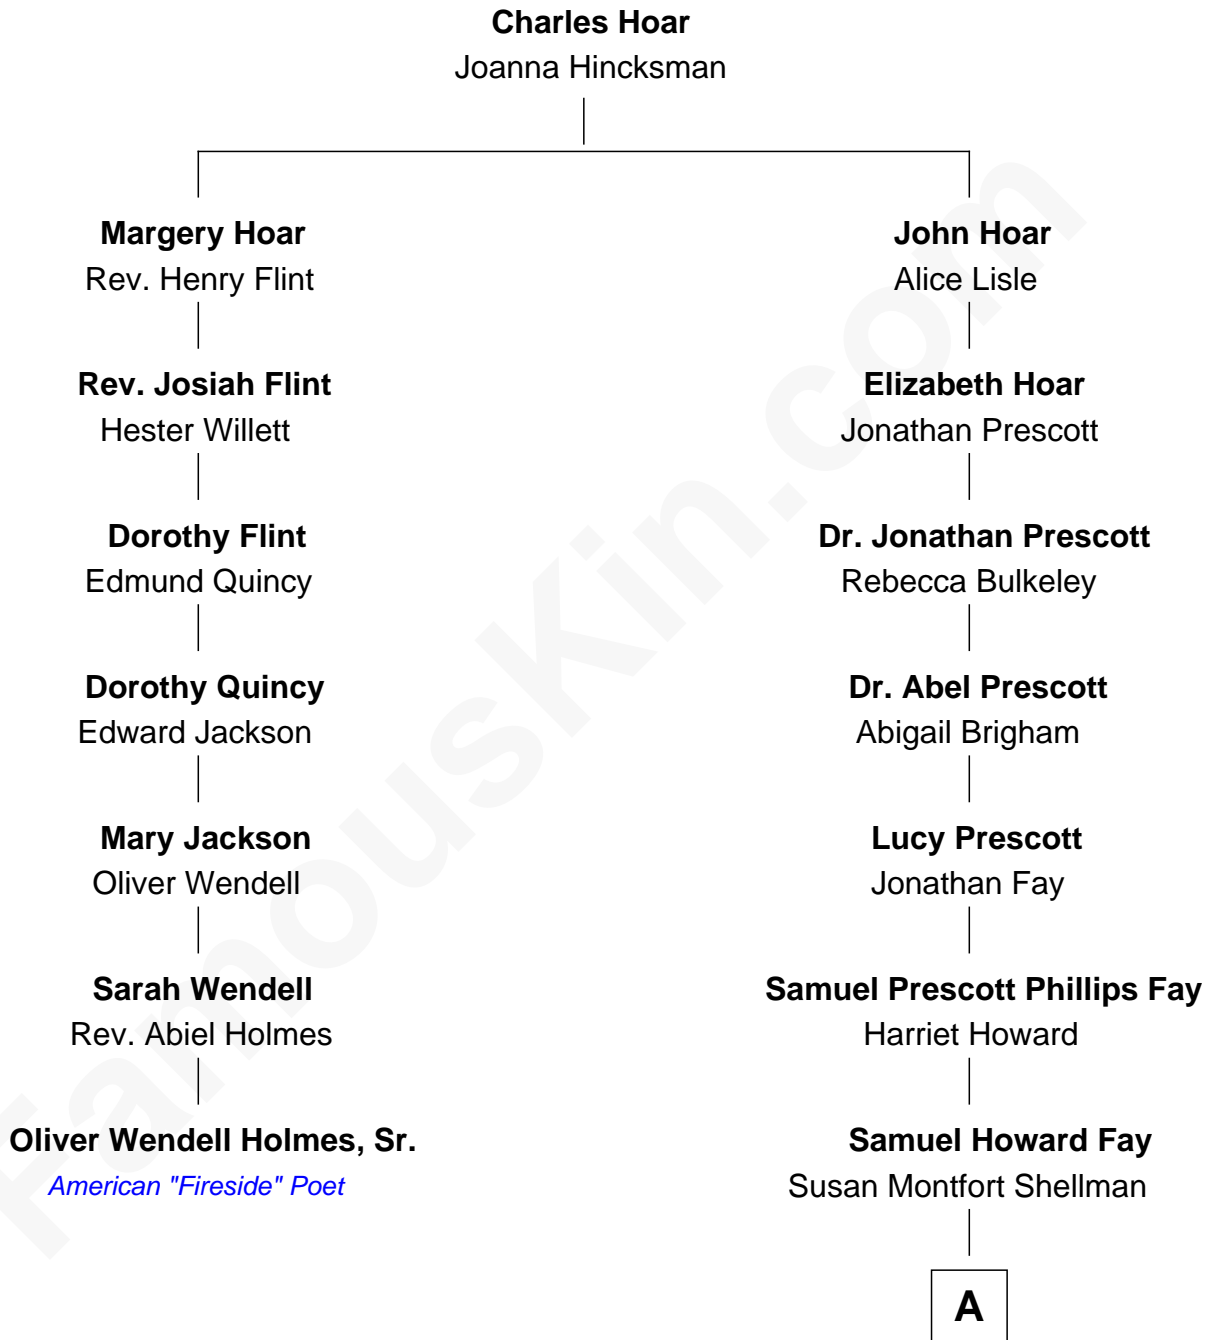 Charles Hoar
Joanna Hincksman
Margery Hoar
Rev. Henry Flint
John Hoar
Alice Lisle
Rev. Josiah Flint
Hester Willett
Elizabeth Hoar
Jonathan Prescott
Dorothy Flint
Edmund Quincy
Dr. Jonathan Prescott
Rebecca Bulkeley
Dorothy Quincy
Edward Jackson
Dr. Abel Prescott
Abigail Brigham
Mary Jackson
Oliver Wendell
Lucy Prescott
Jonathan Fay
Sarah Wendell
Rev. Abiel Holmes
Samuel Prescott Phillips Fay
Harriet Howard
Oliver Wendell Holmes, Sr.
American "Fireside" Poet
Samuel Howard Fay
Susan Montfort Shellman
A
FamousKin.com